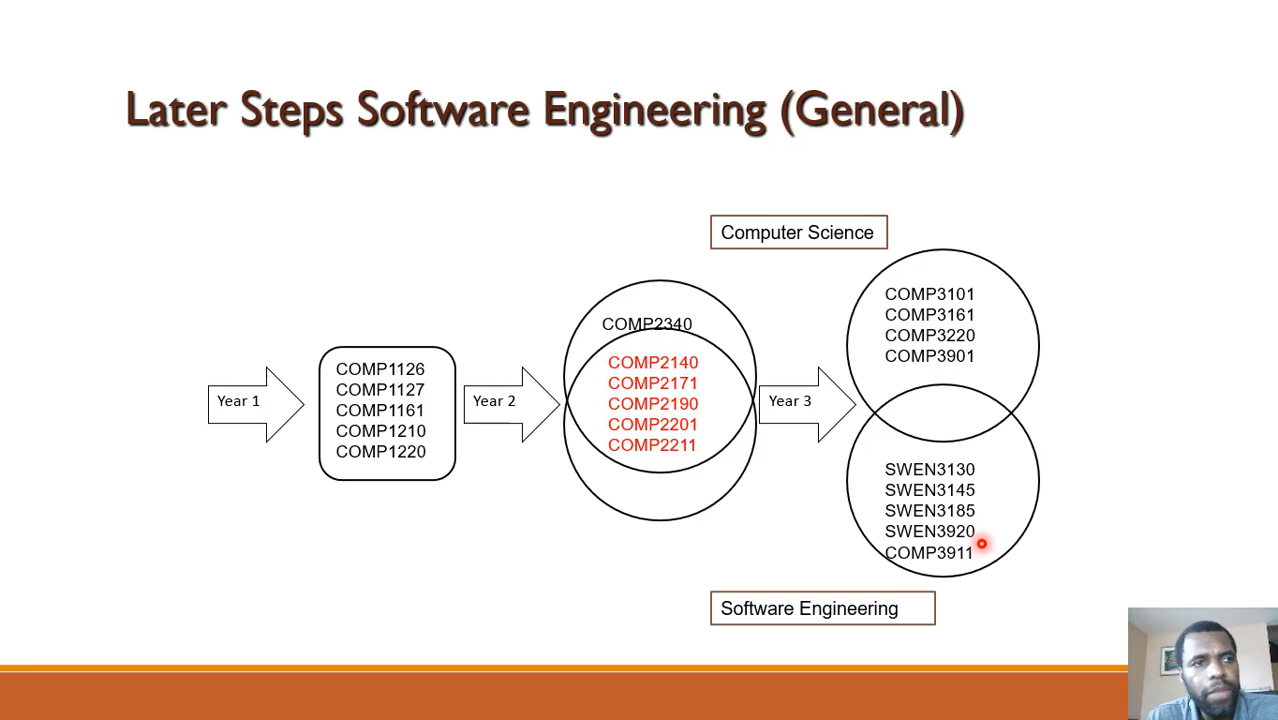 Later Steps Software Engineering (General)
Computer Science
Year 1
COMP1126
COMP1127
COMP1161
COMP1210
COMP1220
Year 2
COMP2340
COMP2140
COMP2171
COMP2190
COMP2201
COMP2211
Year 3
COMP3101
COMP3161
COMP3220
COMP3901
SWEN3130
SWEN3145
SWEN3185
SWEN3920
COMP3911
Software Engineering